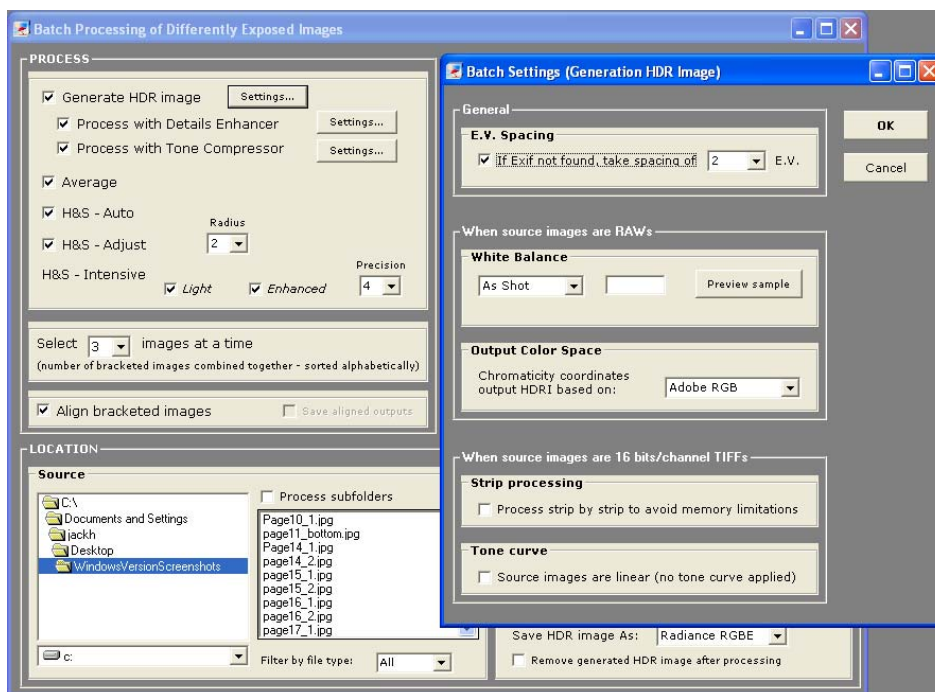 Batch Processing of Differently Exposed Images
PROCESS
Generate HDR image Settings...
Process with Details Enhancer Settings...
Process with Tone Compressor Settings...
Average
H&S - Auto
Radius
H&S - Adjust 2
H&S - Intensive
Precision
Light Enhanced 4
Select 3 images at a time
(number of bracketed images combined together - sorted alphabetically)
Align bracketed images Save aligned outputs
LOCATION
Source
C:\
Documents and Settings
jackh
Desktop
WindowsVersionScreenshots
c:
Process subfolders
Page10_1.jpg
page11_bottom.jpg
Page14_1.jpg
page14_2.jpg
page15_1.jpg
page15_2.jpg
page16_1.jpg
page16_2.jpg
page17_1.jpg
Filter by file type: All
Save HDR image As: Radiance RGBE
Remove generated HDR image after processing
Batch Settings (Generation HDR Image)
General
E.V. Spacing
If Exif not found, take spacing of 2 E.V.
OK
Cancel
When source images are RAWs
White Balance
As Shot Preview sample
Output Color Space
Chromaticity coordinates
output HDRI based on: Adobe RGB
When source images are 16 bits/channel TIFFs
Strip processing
Process strip by strip to avoid memory limitations
Tone curve
Source images are linear (no tone curve applied)